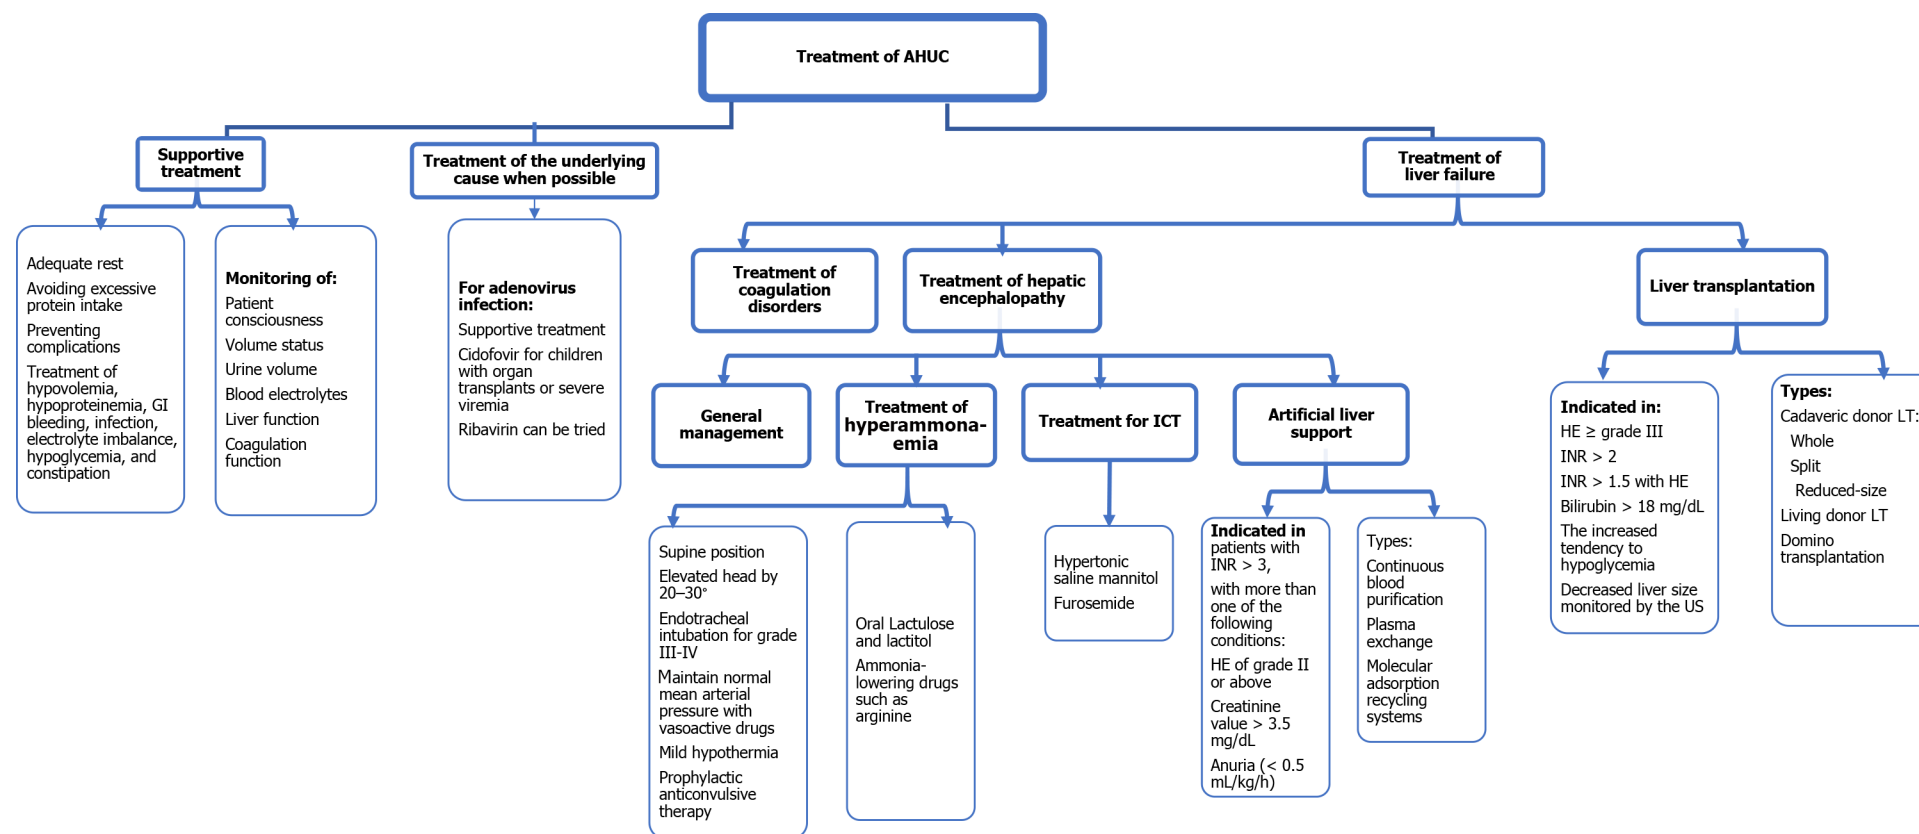 Treatment of AHUC
Supportive
treatment
Treatment of the underlying
cause when possible
Treatment of
liver failure
Adequate rest
Avoiding excessive
protein intake
Preventing
complications
Treatment of
hypovolemia,
hypoproteinemia, GI
bleeding, infection,
electrolyte imbalance,
hypoglycemia, and
constipation
Monitoring of:
Patient
consciousness
Volume status
Urine volume
Blood electrolytes
Liver function
Coagulation
function
For adenovirus
infection:
Supportive treatment
Cidofovir for children
with organ
transplants or severe
viremia
Ribavirin can be tried
Treatment of
coagulation
disorders
Treatment of hepatic
encephalopathy
Liver transplantation
General
management
Treatment of
hyperammona-
emia
Treatment for ICT
Artificial liver
support
Supine position
Elevated head by
20–30°
Endotracheal
intubation for grade
III-IV
Maintain normal
mean arterial
pressure with
vasoactive drugs
Mild hypothermia
Prophylactic
anticonvulsive
therapy
Oral Lactulose
and lactitol
Ammonia-
lowering drugs
such as
arginine
Hypertonic
saline mannitol
Furosemide
Indicated in
patients with
INR > 3,
with more than
one of the
following
conditions:
HE of grade II
or above
Creatinine
value > 3.5
mg/dL
Anuria (< 0.5
mL/kg/h)
Types:
Continuous
blood
purification
Plasma
exchange
Molecular
adsorption
recycling
systems
Indicated in:
HE ≥ grade III
INR > 2
INR > 1.5 with HE
Bilirubin > 18 mg/dL
The increased
tendency to
hypoglycemia
Decreased liver size
monitored by the US
Types:
Cadaveric donor LT:
Whole
Split
Reduced-size
Living donor LT
Domino
transplantation